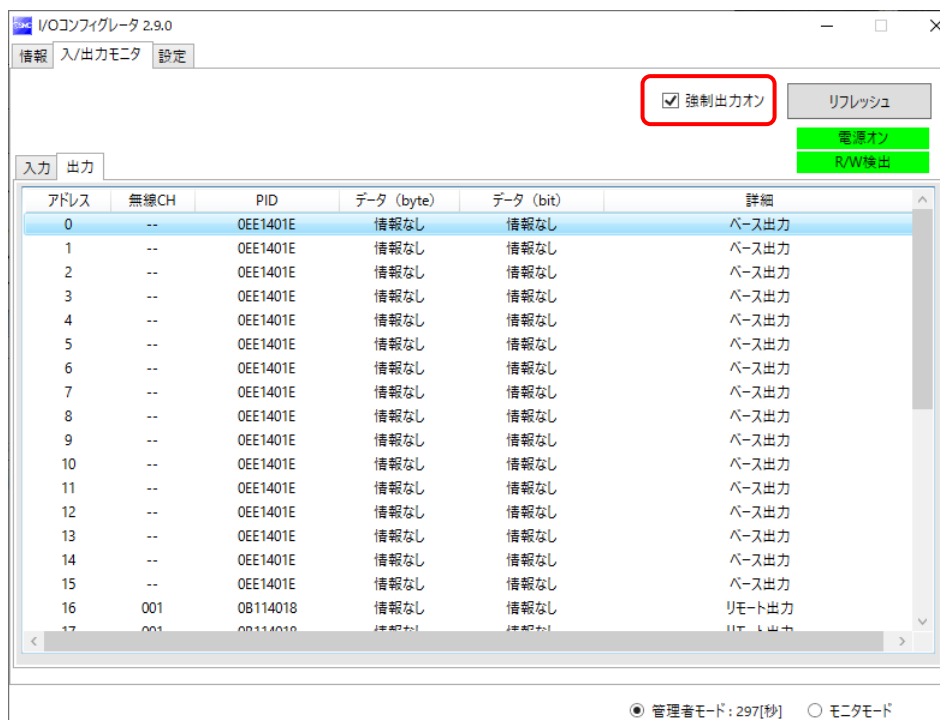 I/Oコンフィグレータ 2.9.0
情報 入/出力モニタ 設定
強制出力オン リフレッシュ
電源オン
R/W検出
入力 出力
アドレス 無線CH PID データ (byte) データ (bit) 詳細
0 -- 0EE1401E 情報なし 情報なし ベース出力
1 -- 0EE1401E 情報なし 情報なし ベース出力
2 -- 0EE1401E 情報なし 情報なし ベース出力
3 -- 0EE1401E 情報なし 情報なし ベース出力
4 -- 0EE1401E 情報なし 情報なし ベース出力
5 -- 0EE1401E 情報なし 情報なし ベース出力
6 -- 0EE1401E 情報なし 情報なし ベース出力
7 -- 0EE1401E 情報なし 情報なし ベース出力
8 -- 0EE1401E 情報なし 情報なし ベース出力
9 -- 0EE1401E 情報なし 情報なし ベース出力
10 -- 0EE1401E 情報なし 情報なし ベース出力
11 -- 0EE1401E 情報なし 情報なし ベース出力
12 -- 0EE1401E 情報なし 情報なし ベース出力
13 -- 0EE1401E 情報なし 情報なし ベース出力
14 -- 0EE1401E 情報なし 情報なし ベース出力
15 -- 0EE1401E 情報なし 情報なし ベース出力
16 001 0B114018 情報なし 情報なし リモート出力
17 001 0B114018 情報なし 情報なし リモート出力
管理者モード : 297[秒] モニタモード